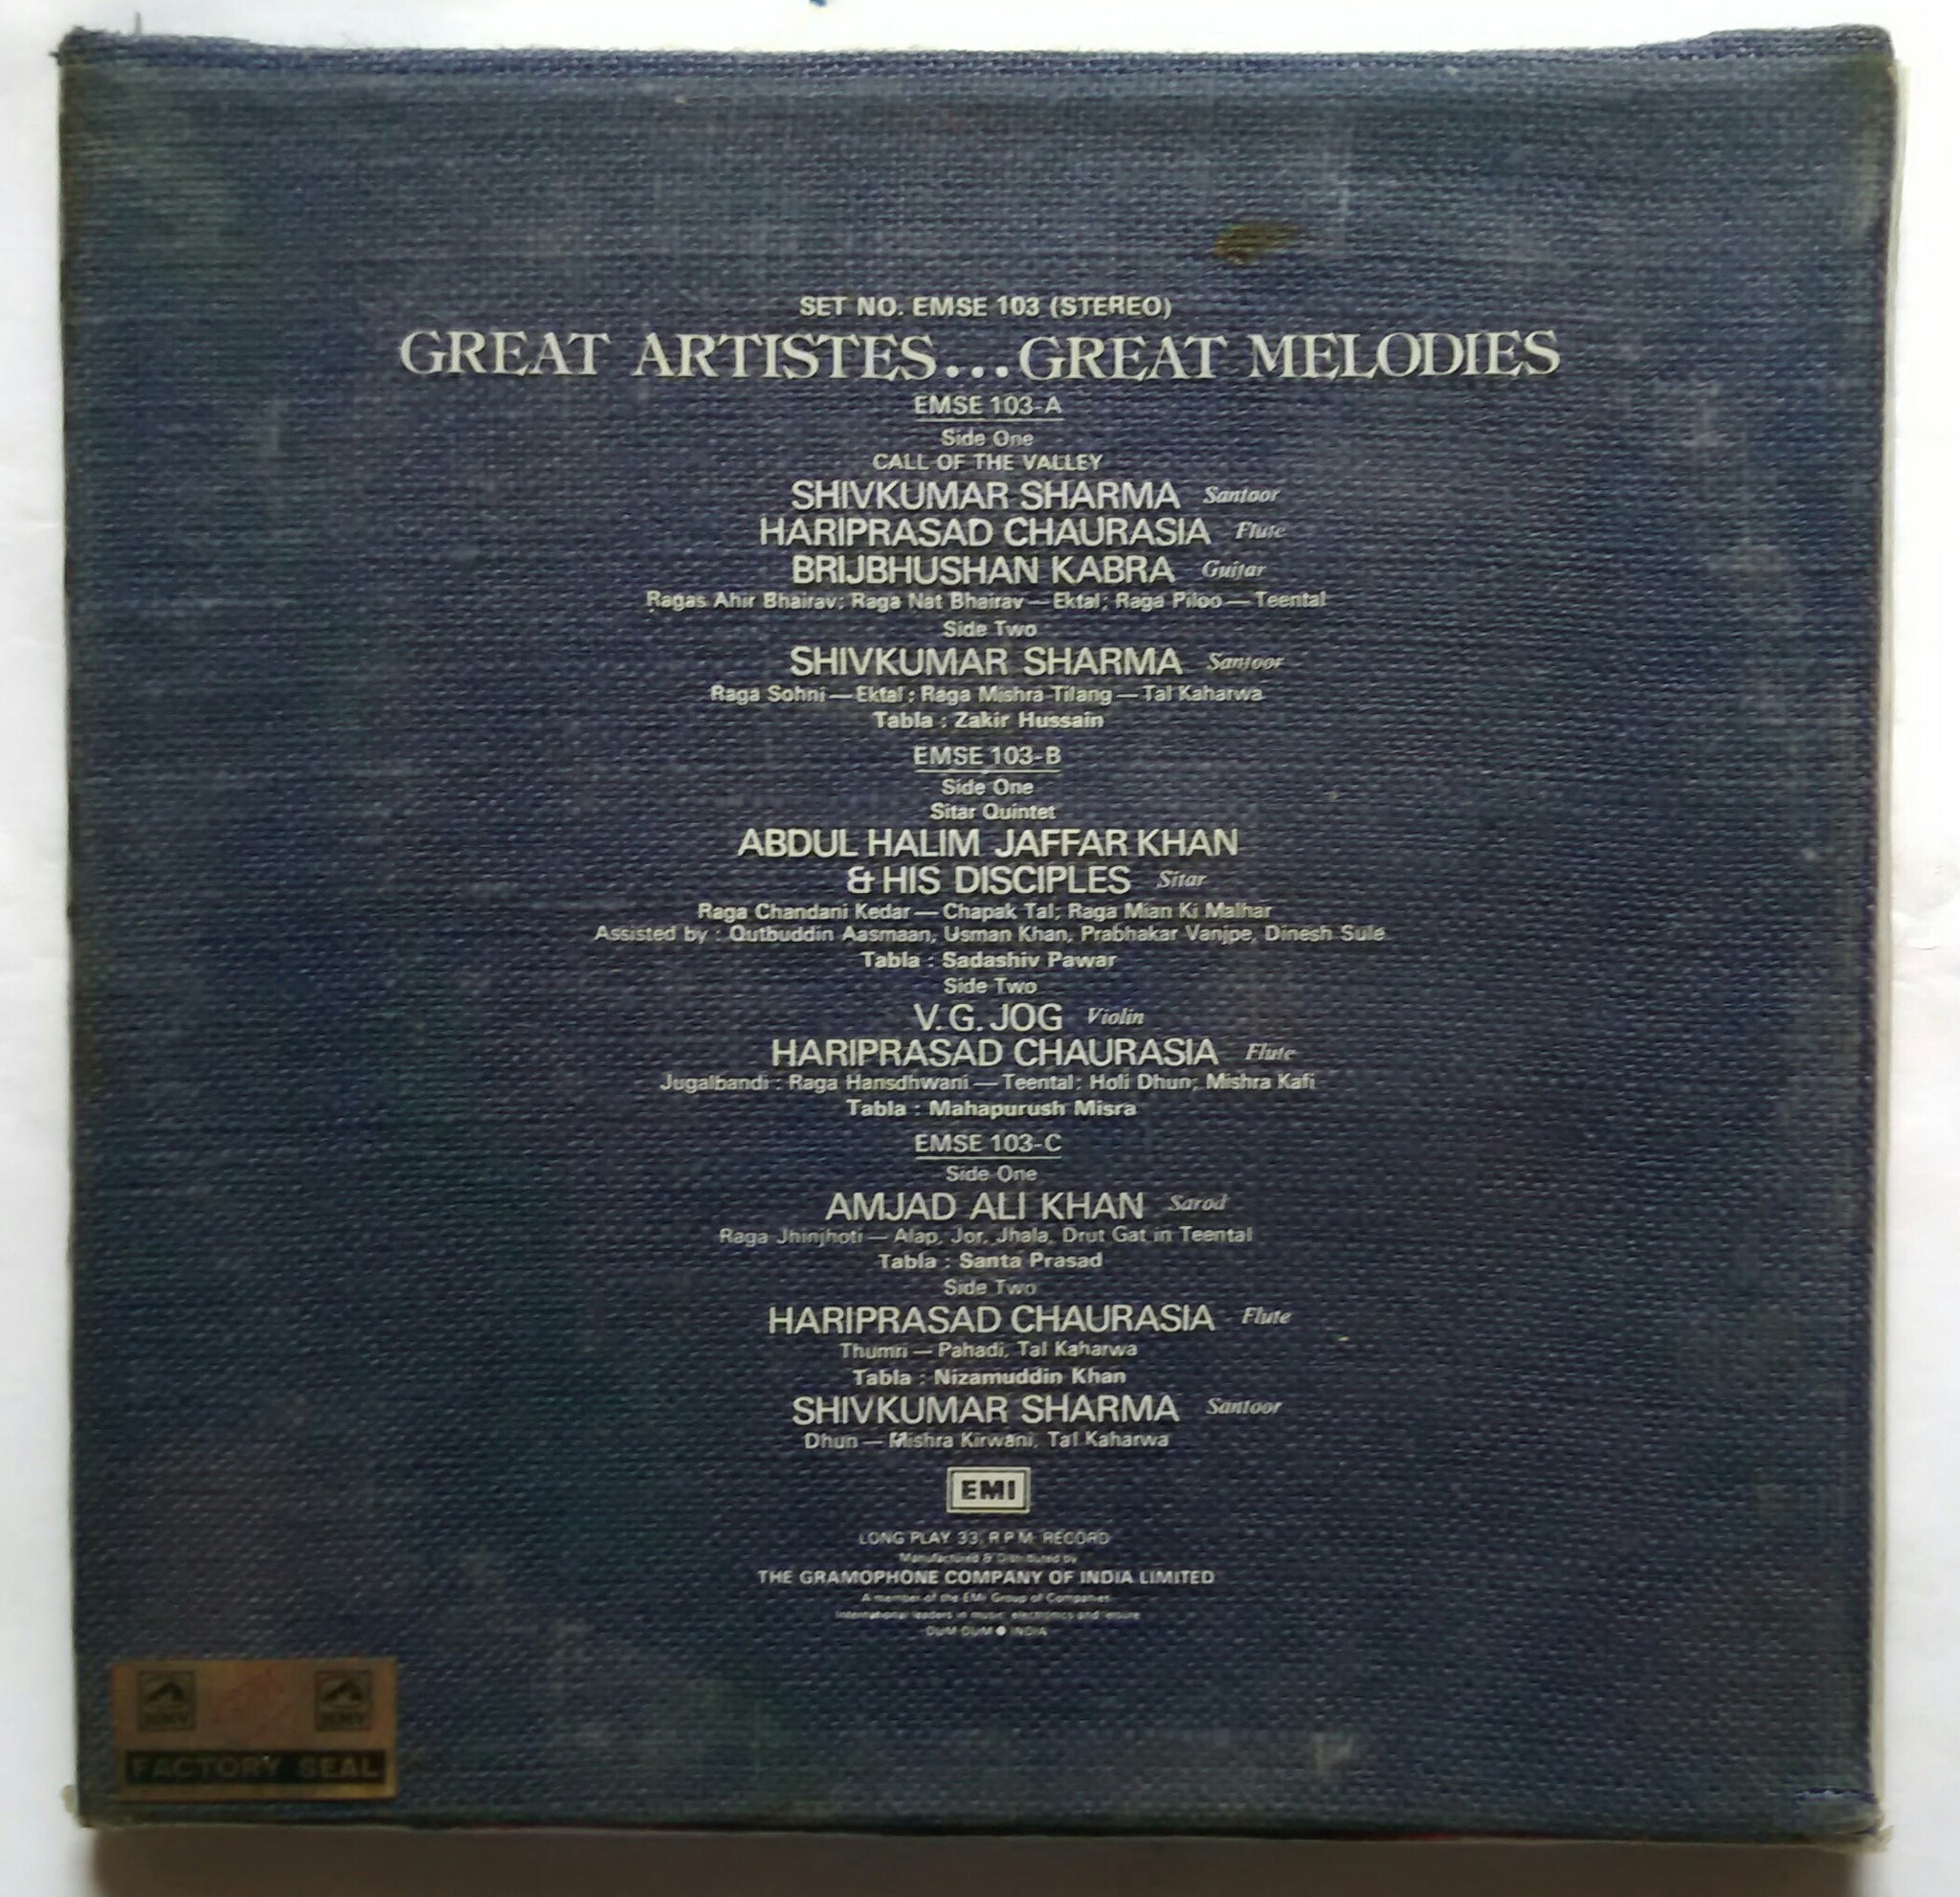 SET NO. EMSE 103 (STEREO)
GREAT ARTISTES...GREAT MELODIES
EMSE 103-A
Side One
CALL OF THE VALLEY
SHIVKUMAR SHARMA Santoor
HARIPRASAD CHAURASIA Flute
BRIJBHUSHAN KABRA Guitar
Ragas Ahir Bhairav; Raga Nat Bhairav — Ektal; Raga Piloo — Teental
Side Two
SHIVKUMAR SHARMA Santoor
Raga Sohni — Ektal; Raga Mishra Tilang — Tal Kaharwa
Tabla : Zakir Hussain
EMSE 103-B
Side One
Sitar Quintet
ABDUL HALIM JAFFAR KHAN
& HIS DISCIPLES Sitar
Raga Chandani Kedar — Chapak Tal; Raga Mian Ki Malhar
Assisted by : Qutbuddin Aasmaan, Usman Khan, Prabhakar Vanjpe, Dinesh Sule
Tabla : Sadashiv Pawar
Side Two
V. G. JOG Violin
HARIPRASAD CHAURASIA Flute
Jugalbandi : Raga Hansdhwani — Teental; Holi Dhun; Mishra Kafi
Tabla : Mahapurush Misra
EMSE 103-C
Side One
AMJAD ALI KHAN Sarod
Raga Jhinjhoti — Alap, Jor, Jhala, Drut Gat in Teental
Tabla : Santa Prasad
Side Two
HARIPRASAD CHAURASIA Flute
Thumri — Pahadi, Tal Kaharwa
Tabla : Nizamuddin Khan
SHIVKUMAR SHARMA Santoor
Dhun — Mishra Kirwani, Tal Kaharwa
EMI
LONG PLAY 33 R.P.M. RECORD
Manufactured & Distributed by
THE GRAMOPHONE COMPANY OF INDIA LIMITED
A member of the EMI Group of Companies
International leaders in music, electronics and leisure
DUM DUM ● INDIA
HMV HMV
FACTORY SEAL